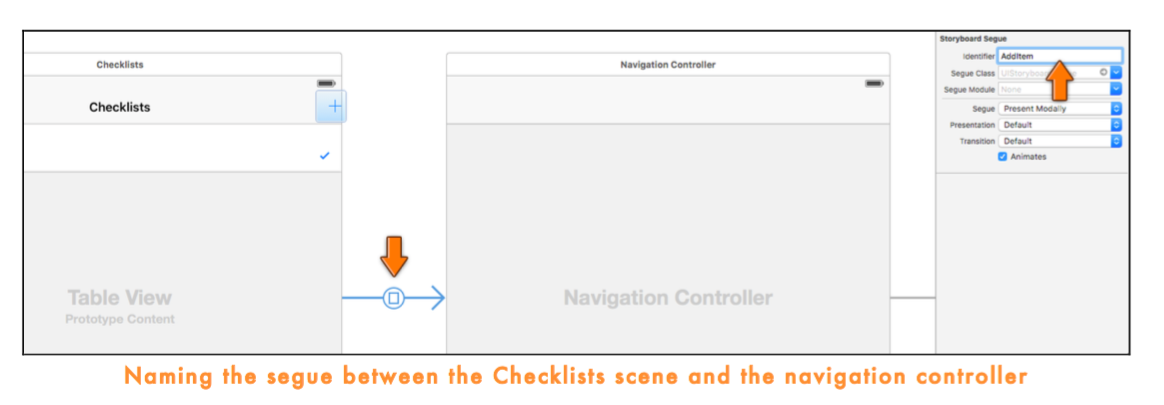 Checklists
Checklists
+
Table View
Prototype Content
Navigation Controller
Navigation Controller
Storyboard Segue
Identifier AddItem
Segue Class
Segue Module None
Segue Present Modally
Presentation Default
Transition Default
Animates
Naming the segue between the Checklists scene and the navigation controller